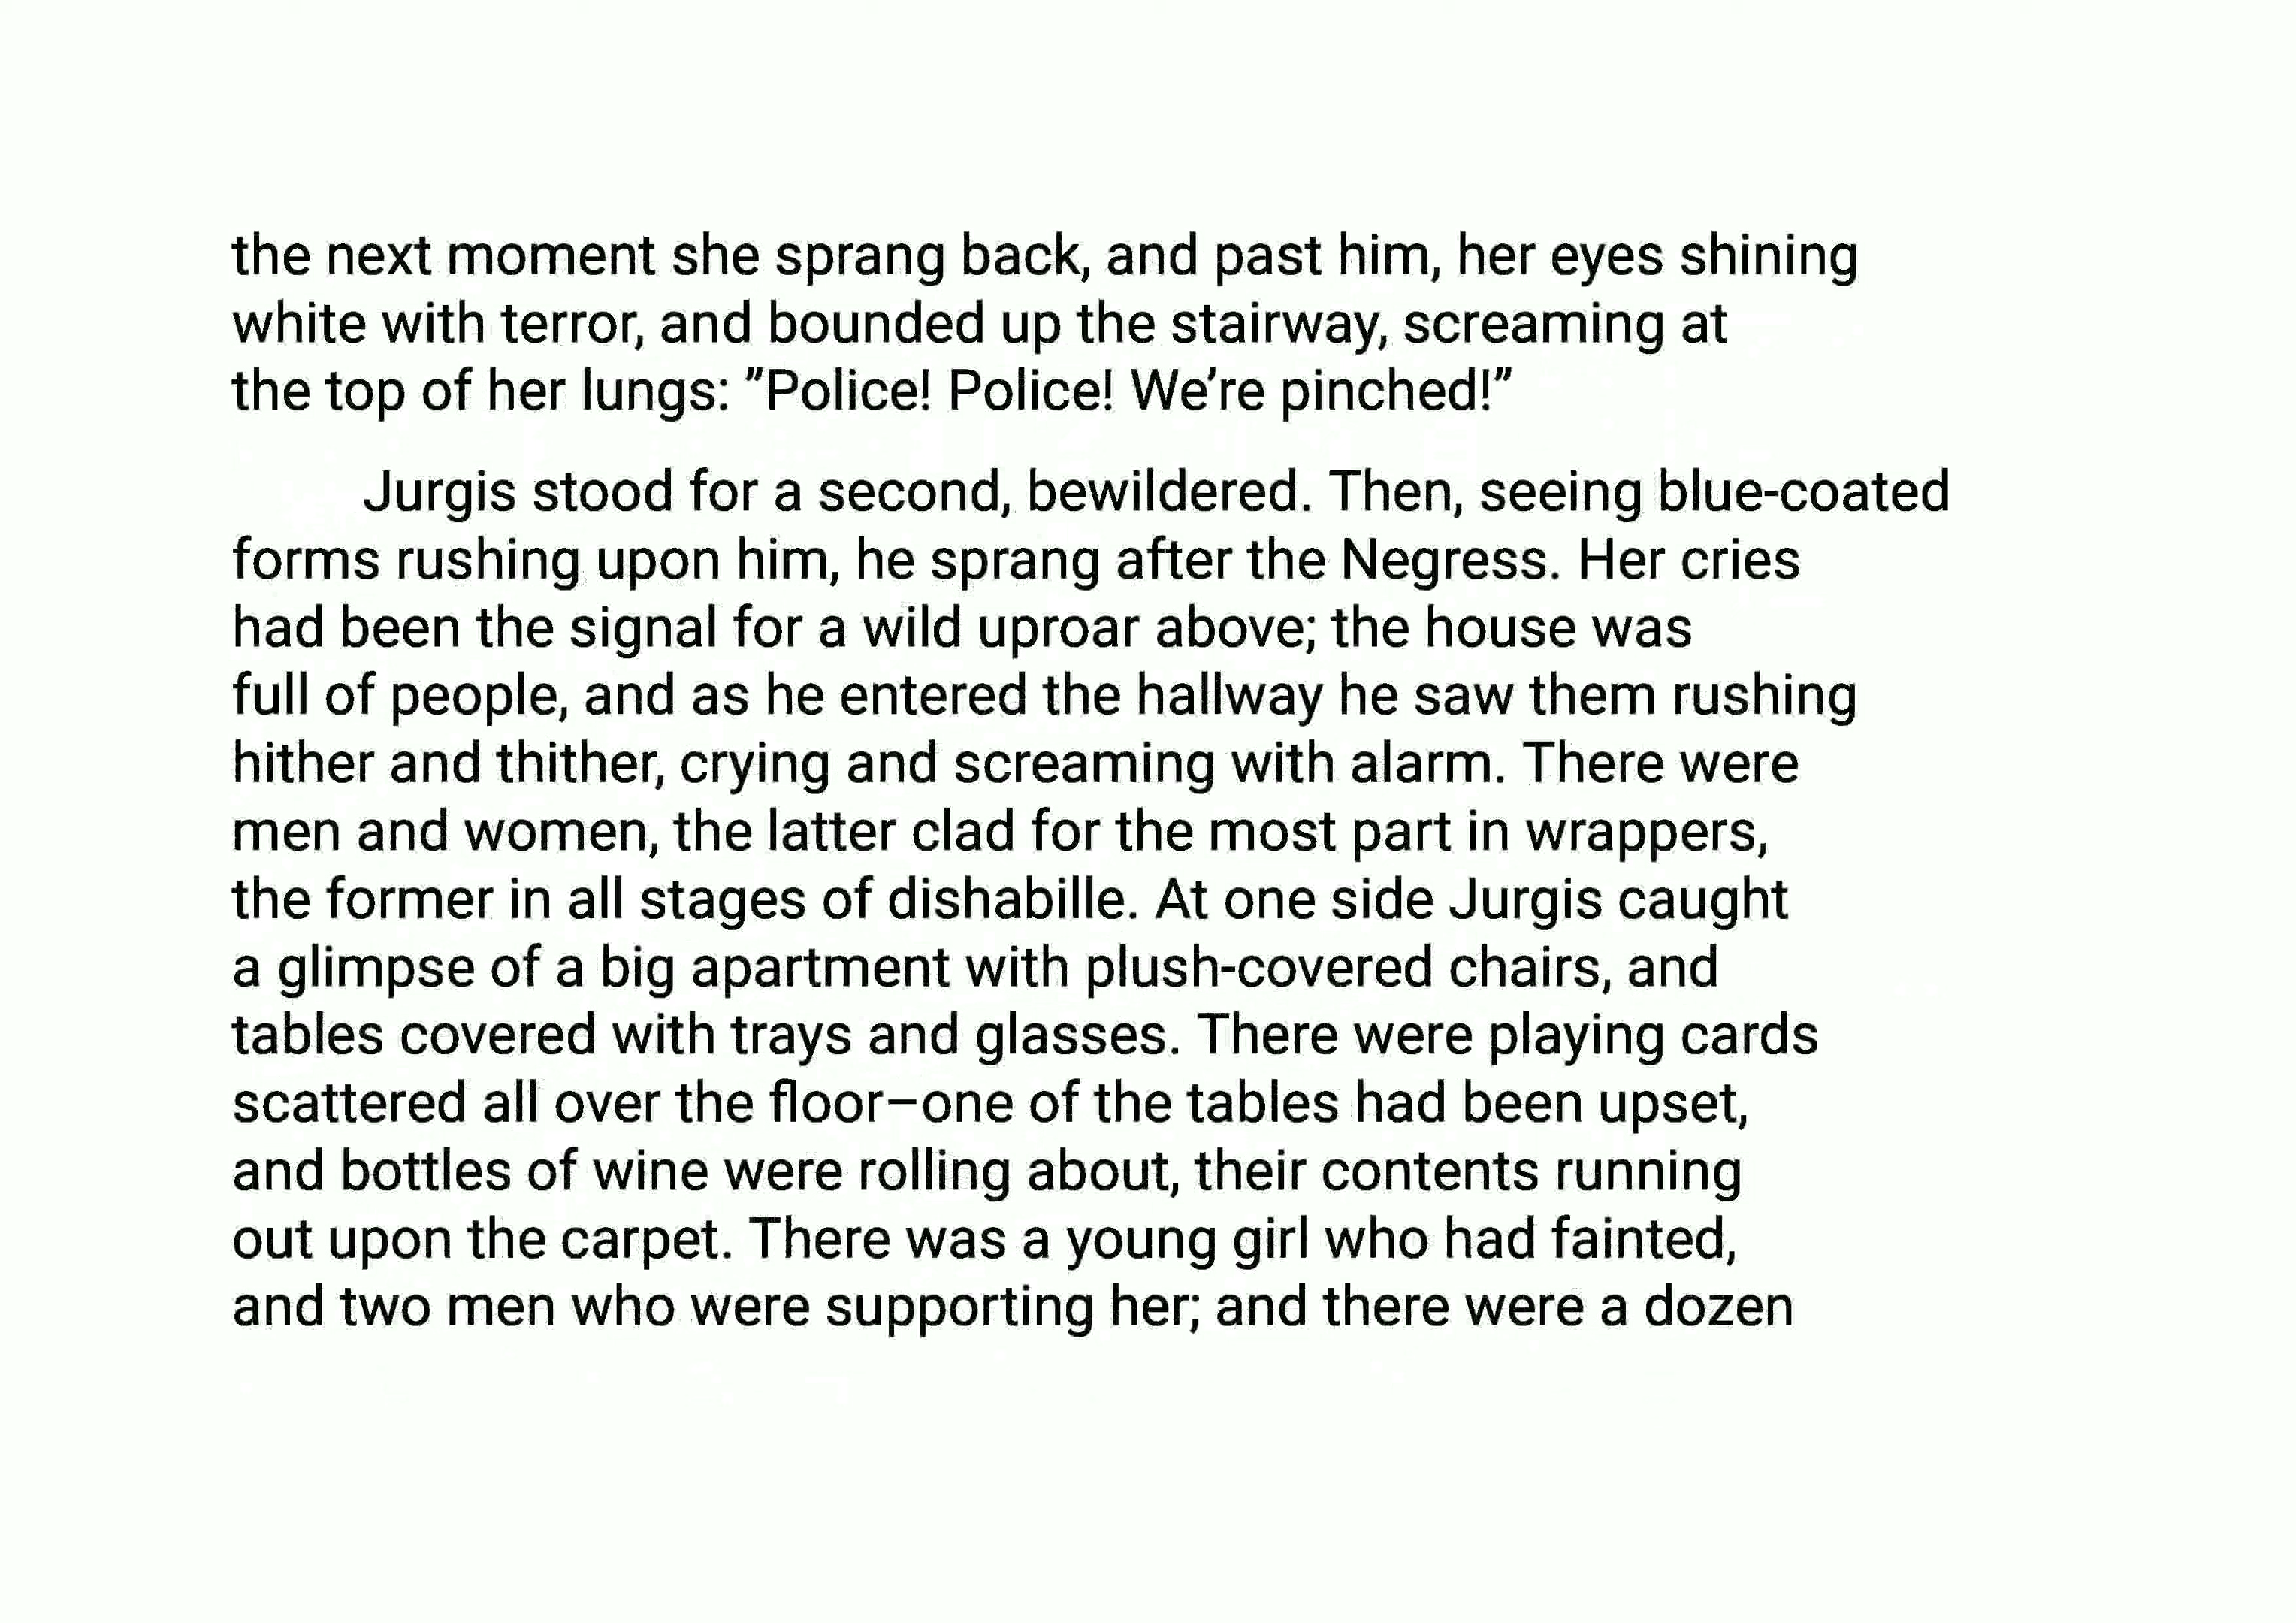 the next moment she sprang back, and past him, her eyes shining
white with terror, and bounded up the stairway, screaming at
the top of her lungs: ”Police! Police! We’re pinched!”
Jurgis stood for a second, bewildered. Then, seeing blue-coated
forms rushing upon him, he sprang after the Negress. Her cries
had been the signal for a wild uproar above; the house was
full of people, and as he entered the hallway he saw them rushing
hither and thither, crying and screaming with alarm. There were
men and women, the latter clad for the most part in wrappers,
the former in all stages of dishabille. At one side Jurgis caught
a glimpse of a big apartment with plush-covered chairs, and
tables covered with trays and glasses. There were playing cards
scattered all over the floor–one of the tables had been upset,
and bottles of wine were rolling about, their contents running
out upon the carpet. There was a young girl who had fainted,
and two men who were supporting her; and there were a dozen